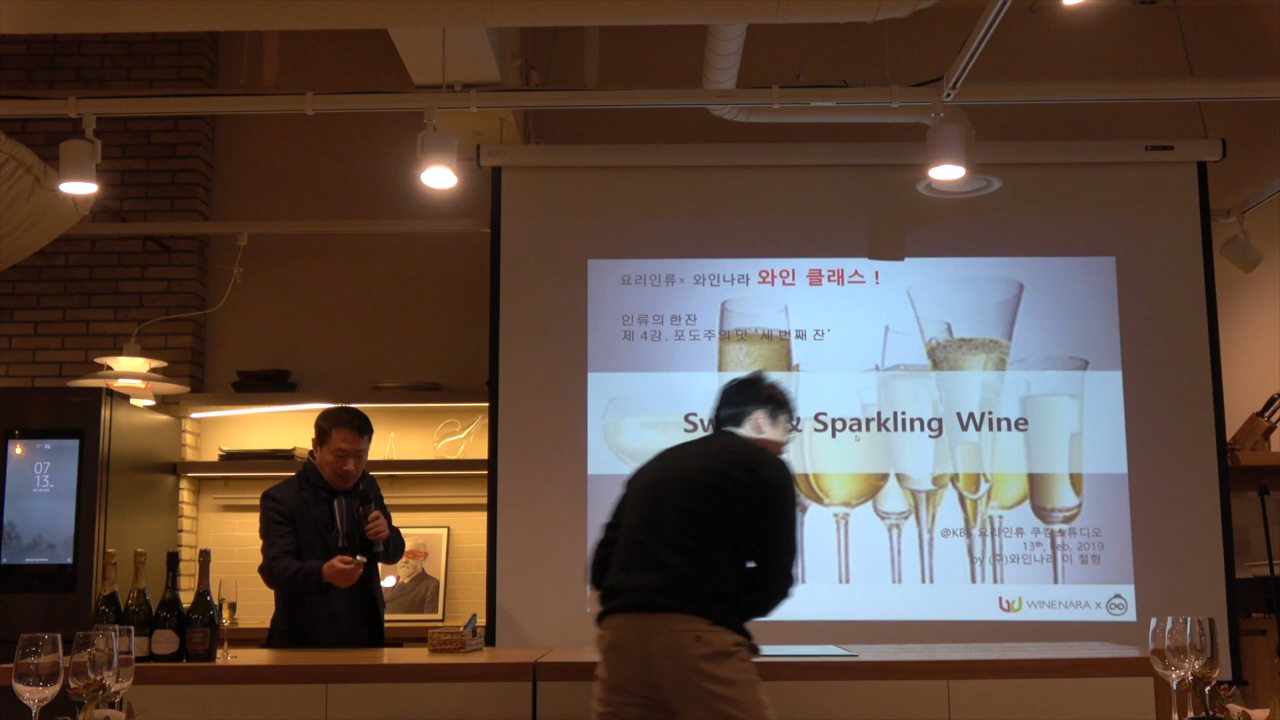 요리인류× 와인나라 와인 클래스 !
인류의 한잔
제 4강. 포도주의 맛 '세 번째 잔'
Sw & Sparkling Wine
@KBS 요리인류 쿠킹스튜디오
13th, Feb, 2019
by (주)와인나라 이 철형
WINENARA X
07
13